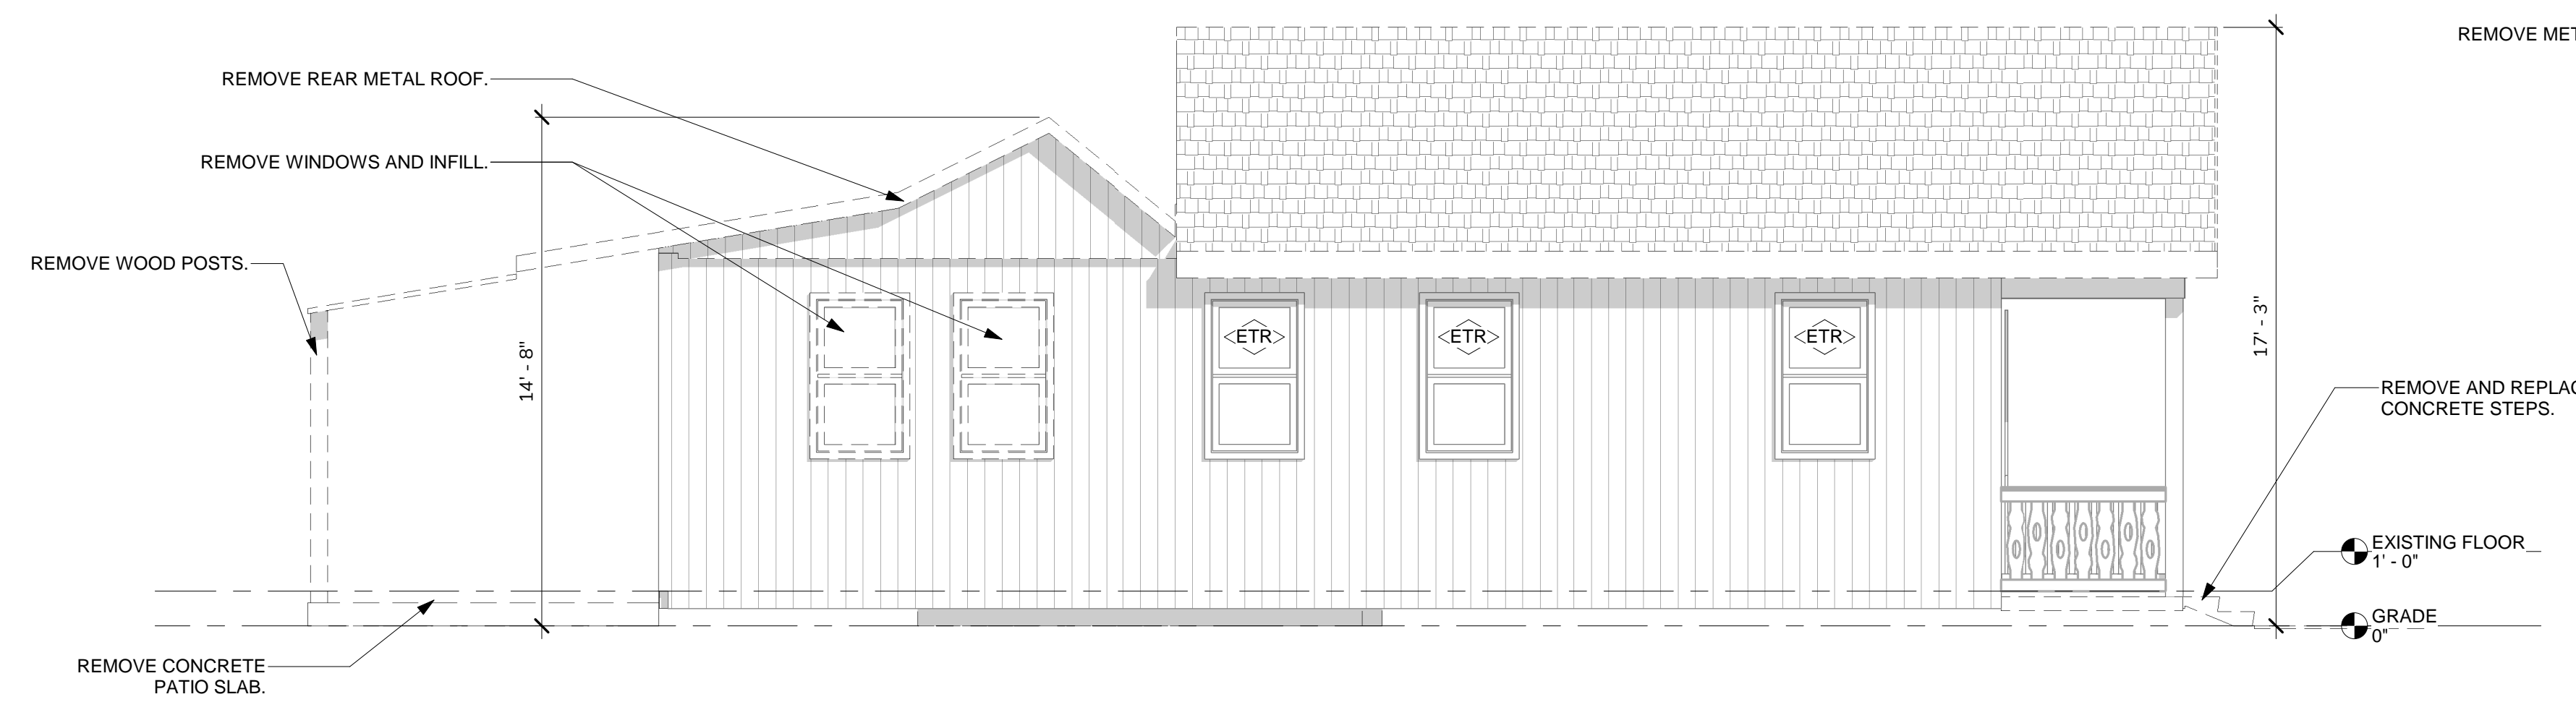 REMOVE MET
REMOVE REAR METAL ROOF.
REMOVE WINDOWS AND INFILL.
REMOVE WOOD POSTS.
14' - 8"
ETR
ETR
ETR
17' - 3"
REMOVE AND REPLAC
CONCRETE STEPS.
EXISTING FLOOR
1' - 0"
GRADE
0"
REMOVE CONCRETE
PATIO SLAB.